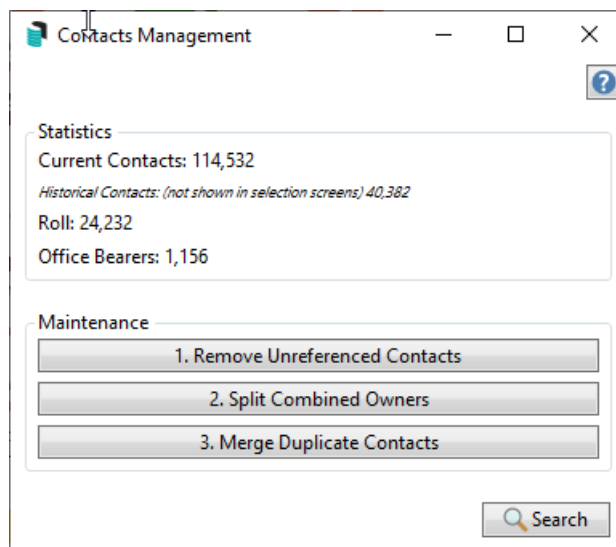 Contacts Management
Statistics
Current Contacts: 114,532
Historical Contacts: (not shown in selection screens) 40,382
Roll: 24,232
Office Bearers: 1,156
Maintenance
1. Remove Unreferenced Contacts
2. Split Combined Owners
3. Merge Duplicate Contacts
Search